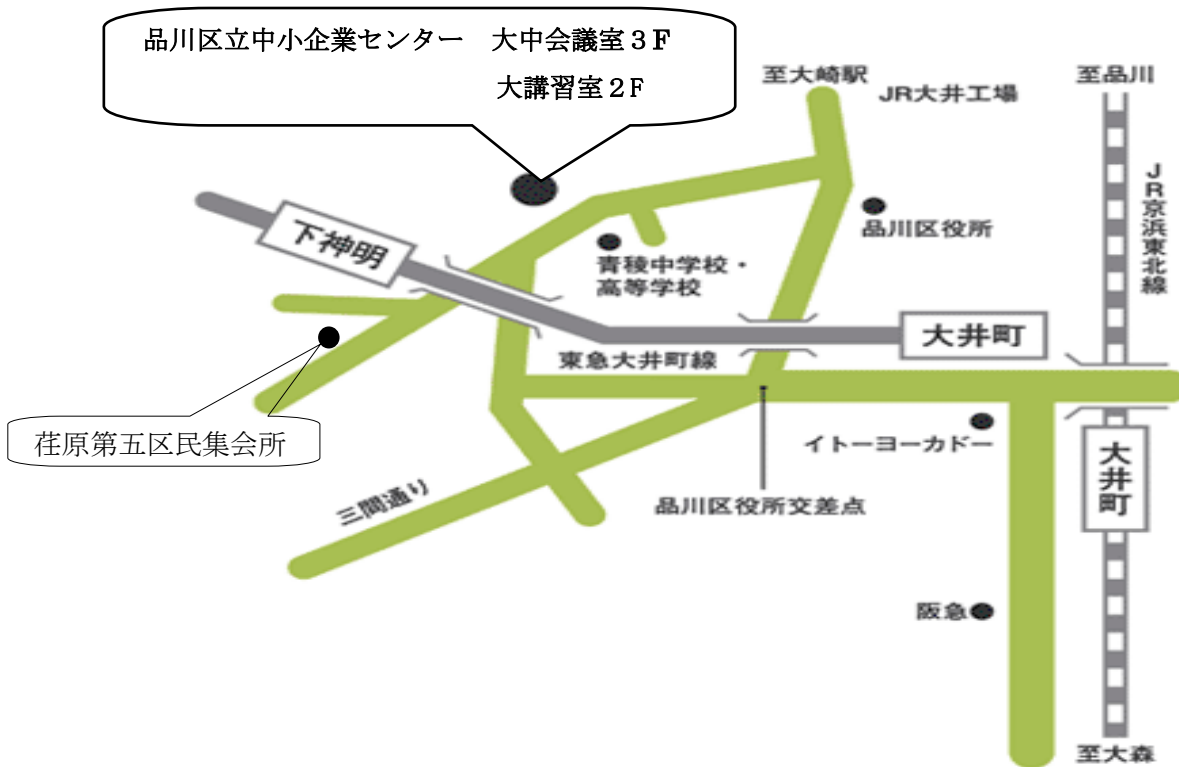 品川区立中小企業センター　大中会議室３F
大講習室２F
至大崎駅
JR大井工場
至品川
JR京浜東北線
品川区役所
下神明
青稜中学校・
高等学校
大井町
東急大井町線
荏原第五区民集会所
イトーヨーカドー
大井町
三間通り
品川区役所交差点
阪急
至大森